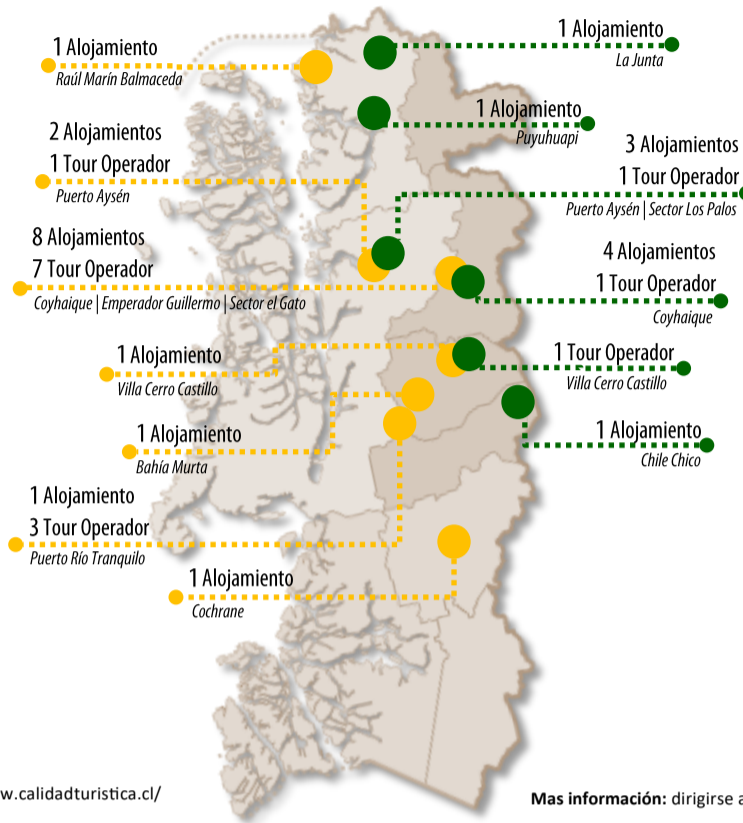 1 Alojamiento
Raúl Marín Balmaceda
2 Alojamientos
1 Tour Operador
Puerto Aysén
8 Alojamientos
7 Tour Operador
Coyhaique | Emperador Guillermo | Sector el Gato
1 Alojamiento
Villa Cerro Castillo
1 Alojamiento
Bahía Murta
1 Alojamiento
3 Tour Operador
Puerto Río Tranquilo
1 Alojamiento
Cochrane
1 Alojamiento
La Junta
1 Alojamiento
Puyuhuapi
3 Alojamientos
1 Tour Operador
Puerto Aysén | Sector Los Palos
4 Alojamientos
1 Tour Operador
Coyhaique
1 Tour Operador
Villa Cerro Castillo
1 Alojamiento
Chile Chico
w.calidadturistica.cl/
Mas información: dirigirse a